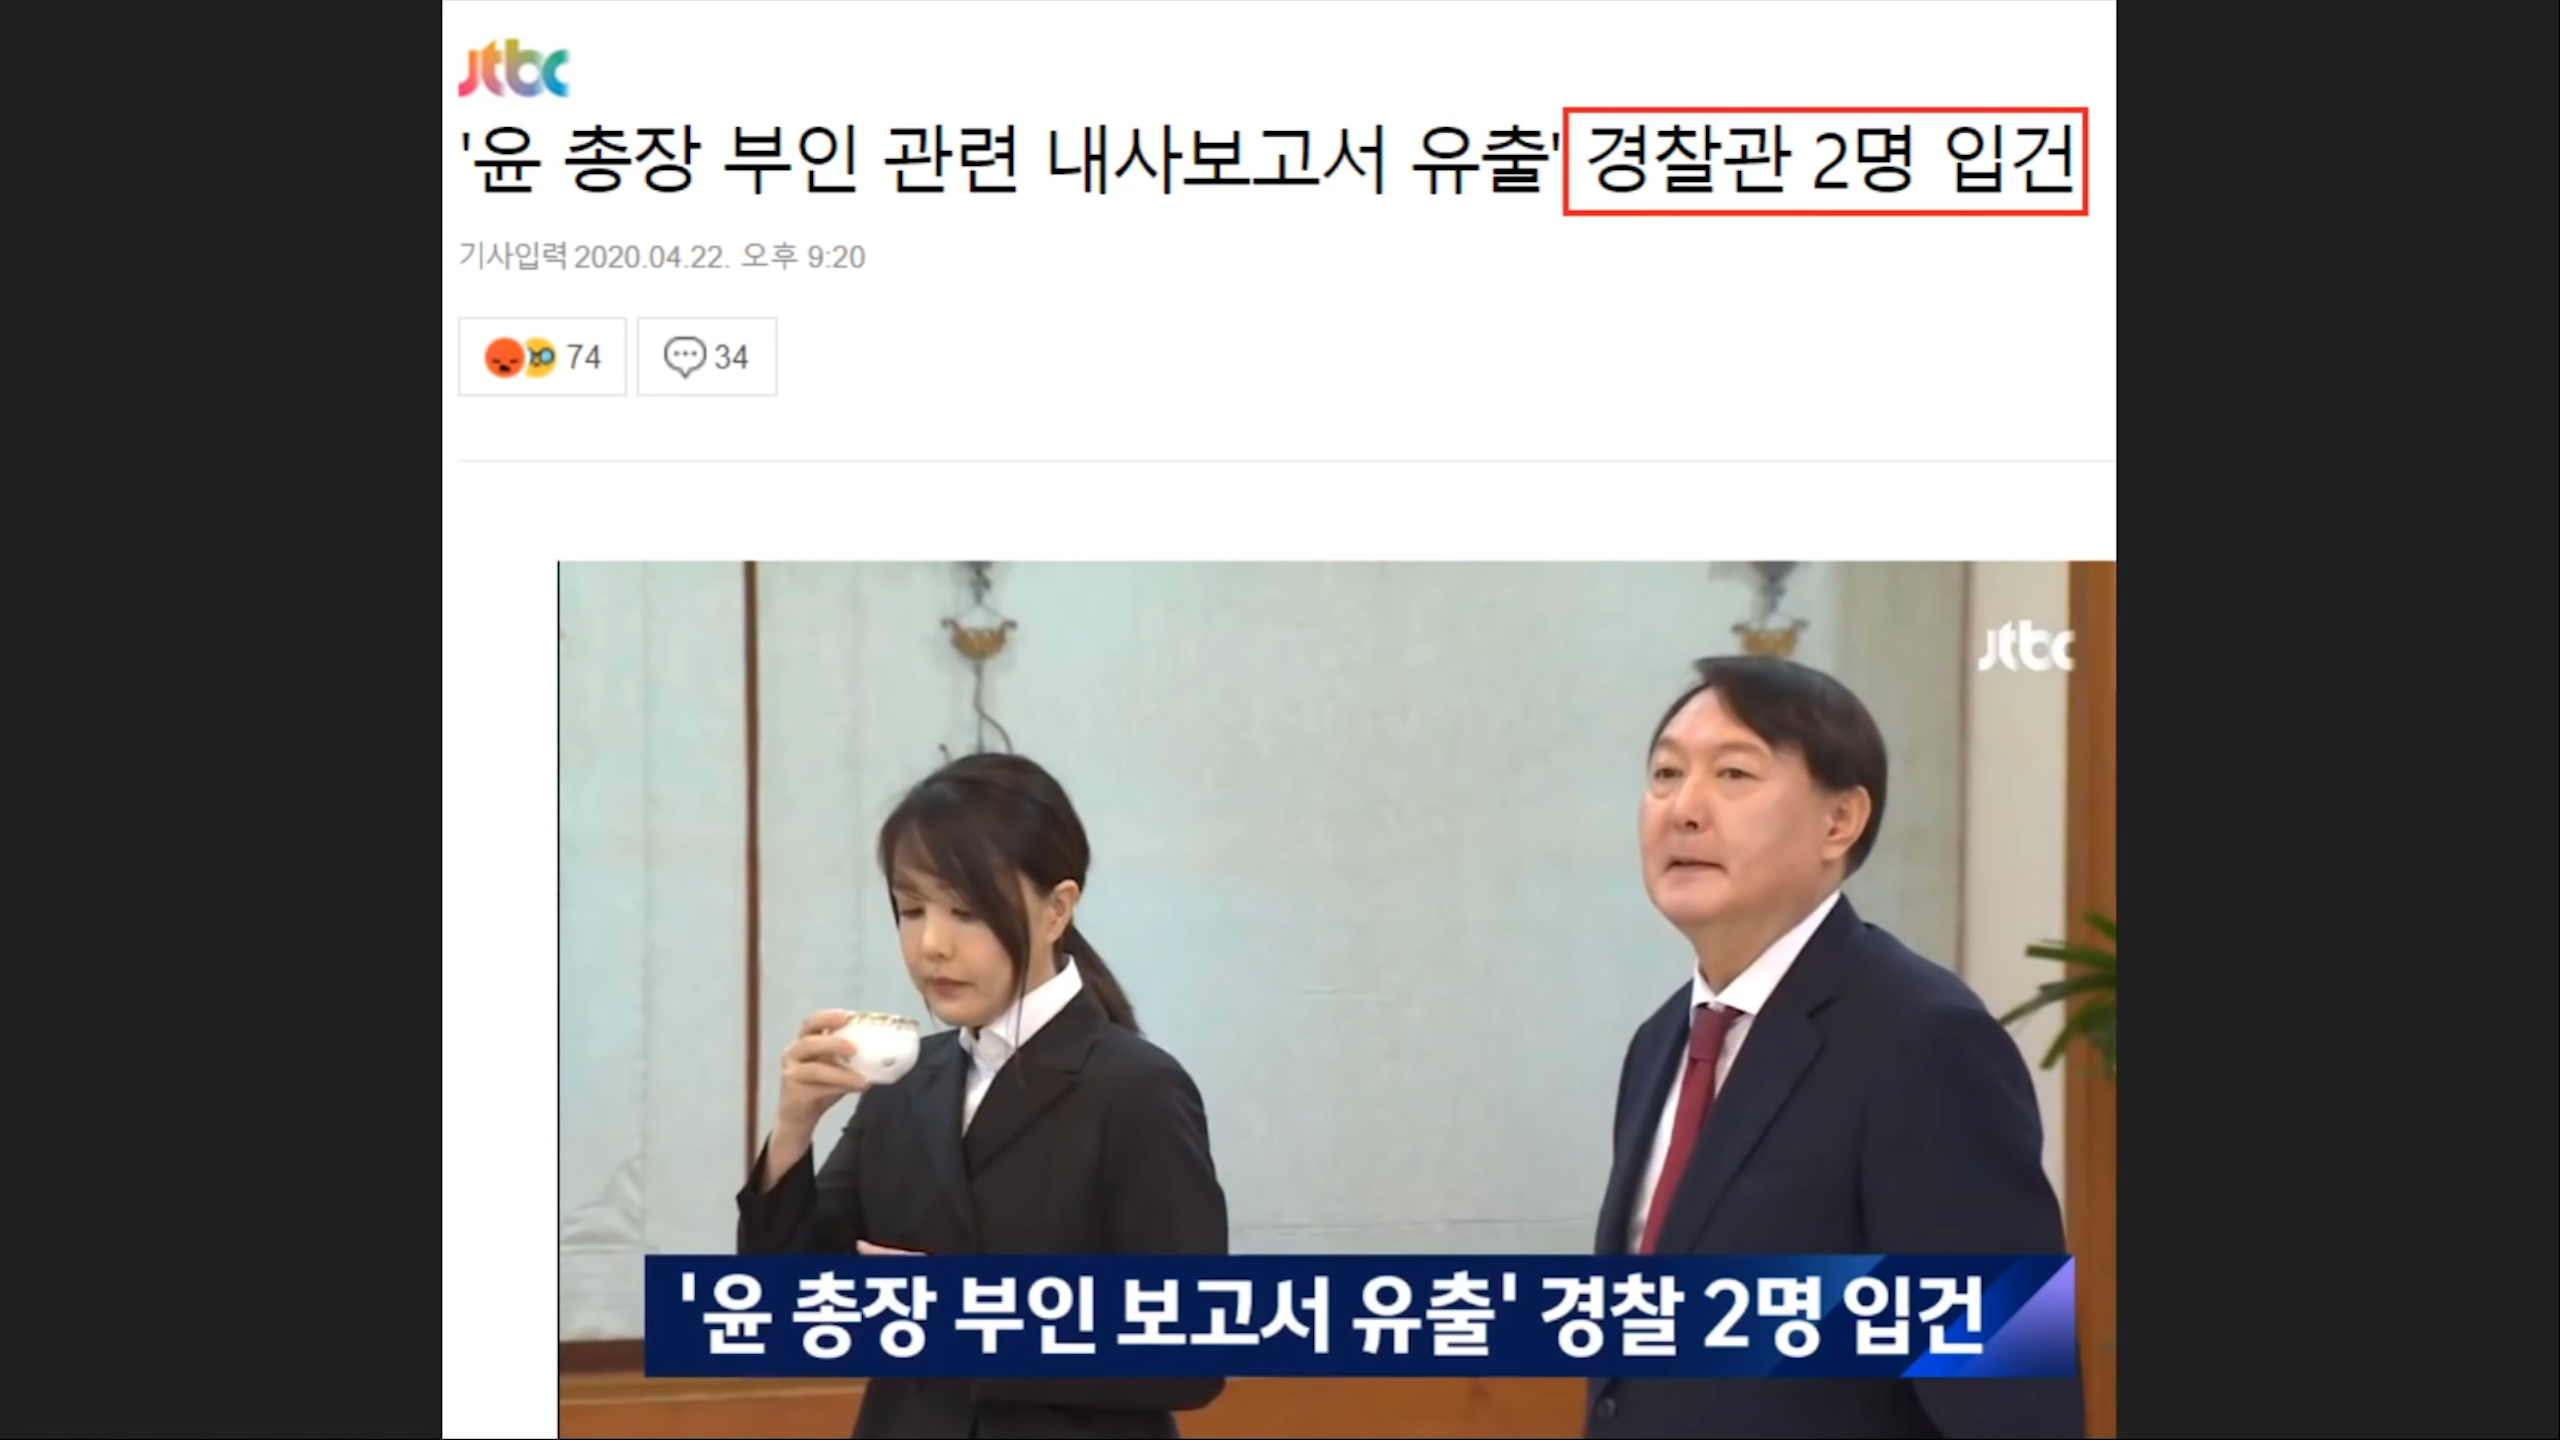 jtbc
'윤 총장 부인 관련 내사보고서 유출' 경찰관 2명 입건
기사입력 2020.04.22. 오후 9:20
74
34
jtbc
'윤 총장 부인 보고서 유출' 경찰 2명 입건